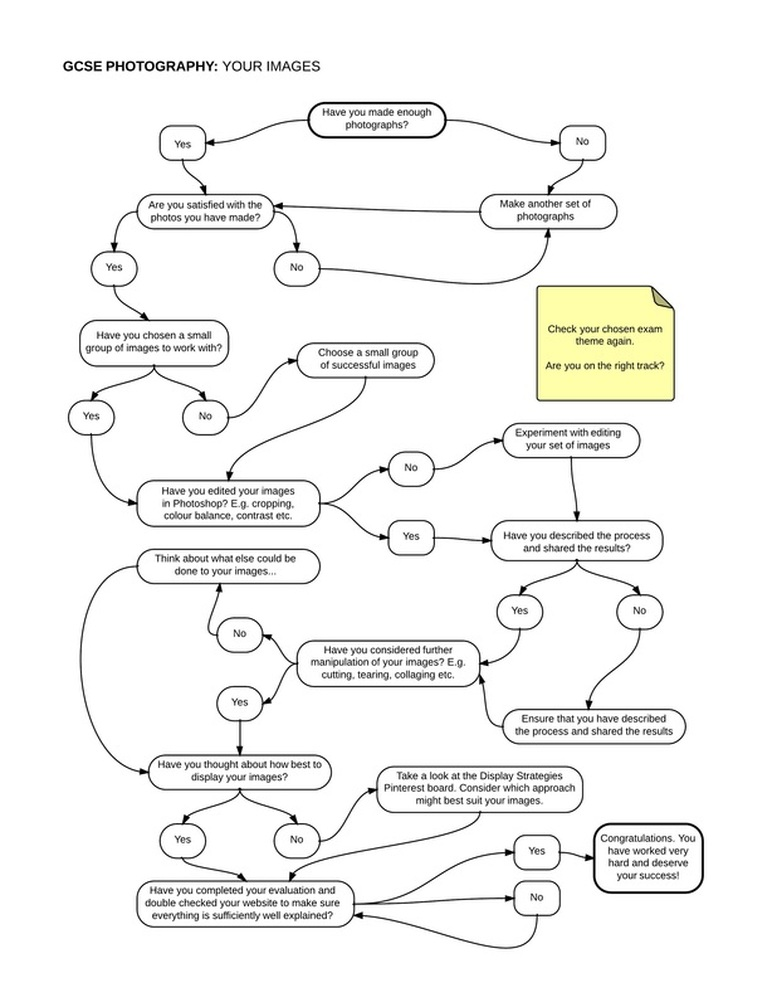 GCSE PHOTOGRAPHY: YOUR IMAGES
Have you made enough
photographs?
Yes
No
Are you satisfied with the
photos you have made?
Make another set of
photographs
Yes
No
Check your chosen exam
theme again.
Are you on the right track?
Have you chosen a small
group of images to work with?
Choose a small group
of successful images
Yes
No
Experiment with editing
your set of images
No
Have you edited your images
in Photoshop? E.g. cropping,
colour balance, contrast etc.
Yes
Have you described the process
and shared the results?
Think about what else could be
done to your images...
Yes
No
No
Have you considered further
manipulation of your images? E.g.
cutting, tearing, collaging etc.
Yes
Ensure that you have described
the process and shared the results
Have you thought about how best to
display your images?
Take a look at the Display Strategies
Pinterest board. Consider which approach
might best suit your images.
Yes
No
Yes
Congratulations. You
have worked very
hard and deserve
your success!
Have you completed your evaluation and
double checked your website to make sure
everything is sufficiently well explained?
No